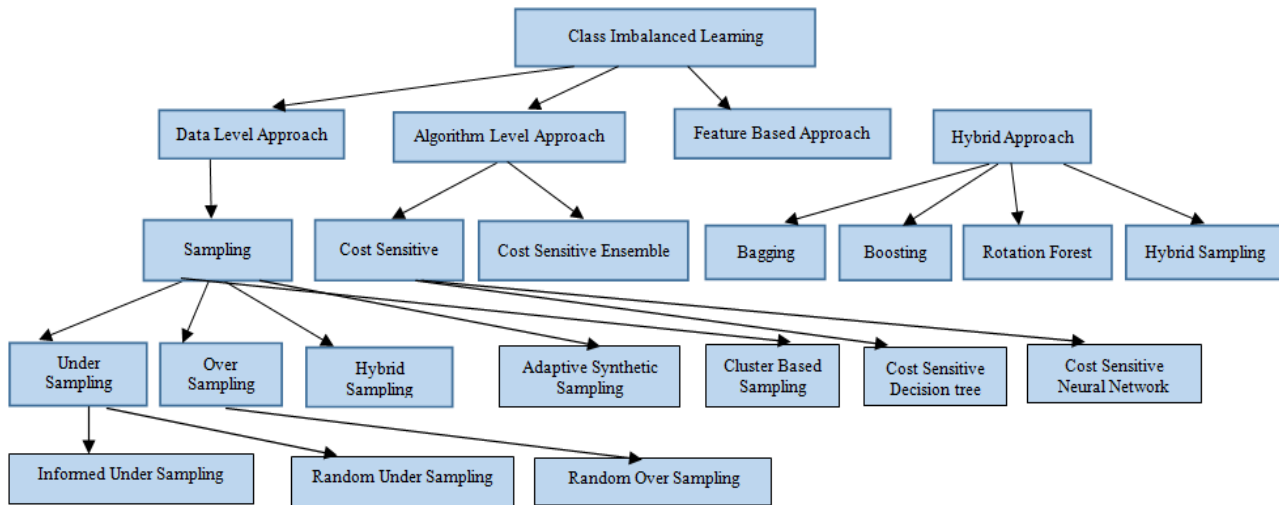 Class Imbalanced Learning
Data Level Approach
Algorithm Level Approach
Feature Based Approach
Hybrid Approach
Sampling
Cost Sensitive
Cost Sensitive Ensemble
Bagging
Boosting
Rotation Forest
Hybrid Sampling
Under
Sampling
Over
Sampling
Hybrid
Sampling
Adaptive Synthetic
Sampling
Cluster Based
Sampling
Cost Sensitive
Decision tree
Cost Sensitive
Neural Network
Informed Under Sampling
Random Under Sampling
Random Over Sampling